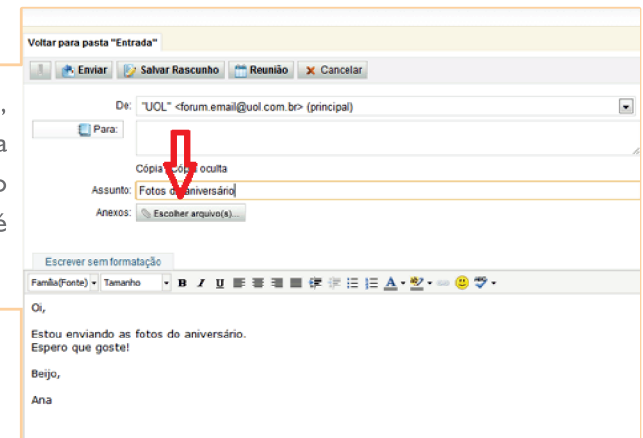 Voltar para pasta "Entrada"
Enviar Salvar Rascunho Reunião Cancelar
De: "UOL" <forum.email@uol.com.br> (principal)
Para:
Cópia Cópia oculta
Assunto: Fotos do aniversário
Anexos: Escolher arquivo(s)...
Escrever sem formatação
Família(Fonte) Tamanho B I U A
Oi,
Estou enviando as fotos do aniversário.
Espero que goste!
Beijo,
Ana
,
a
o
é